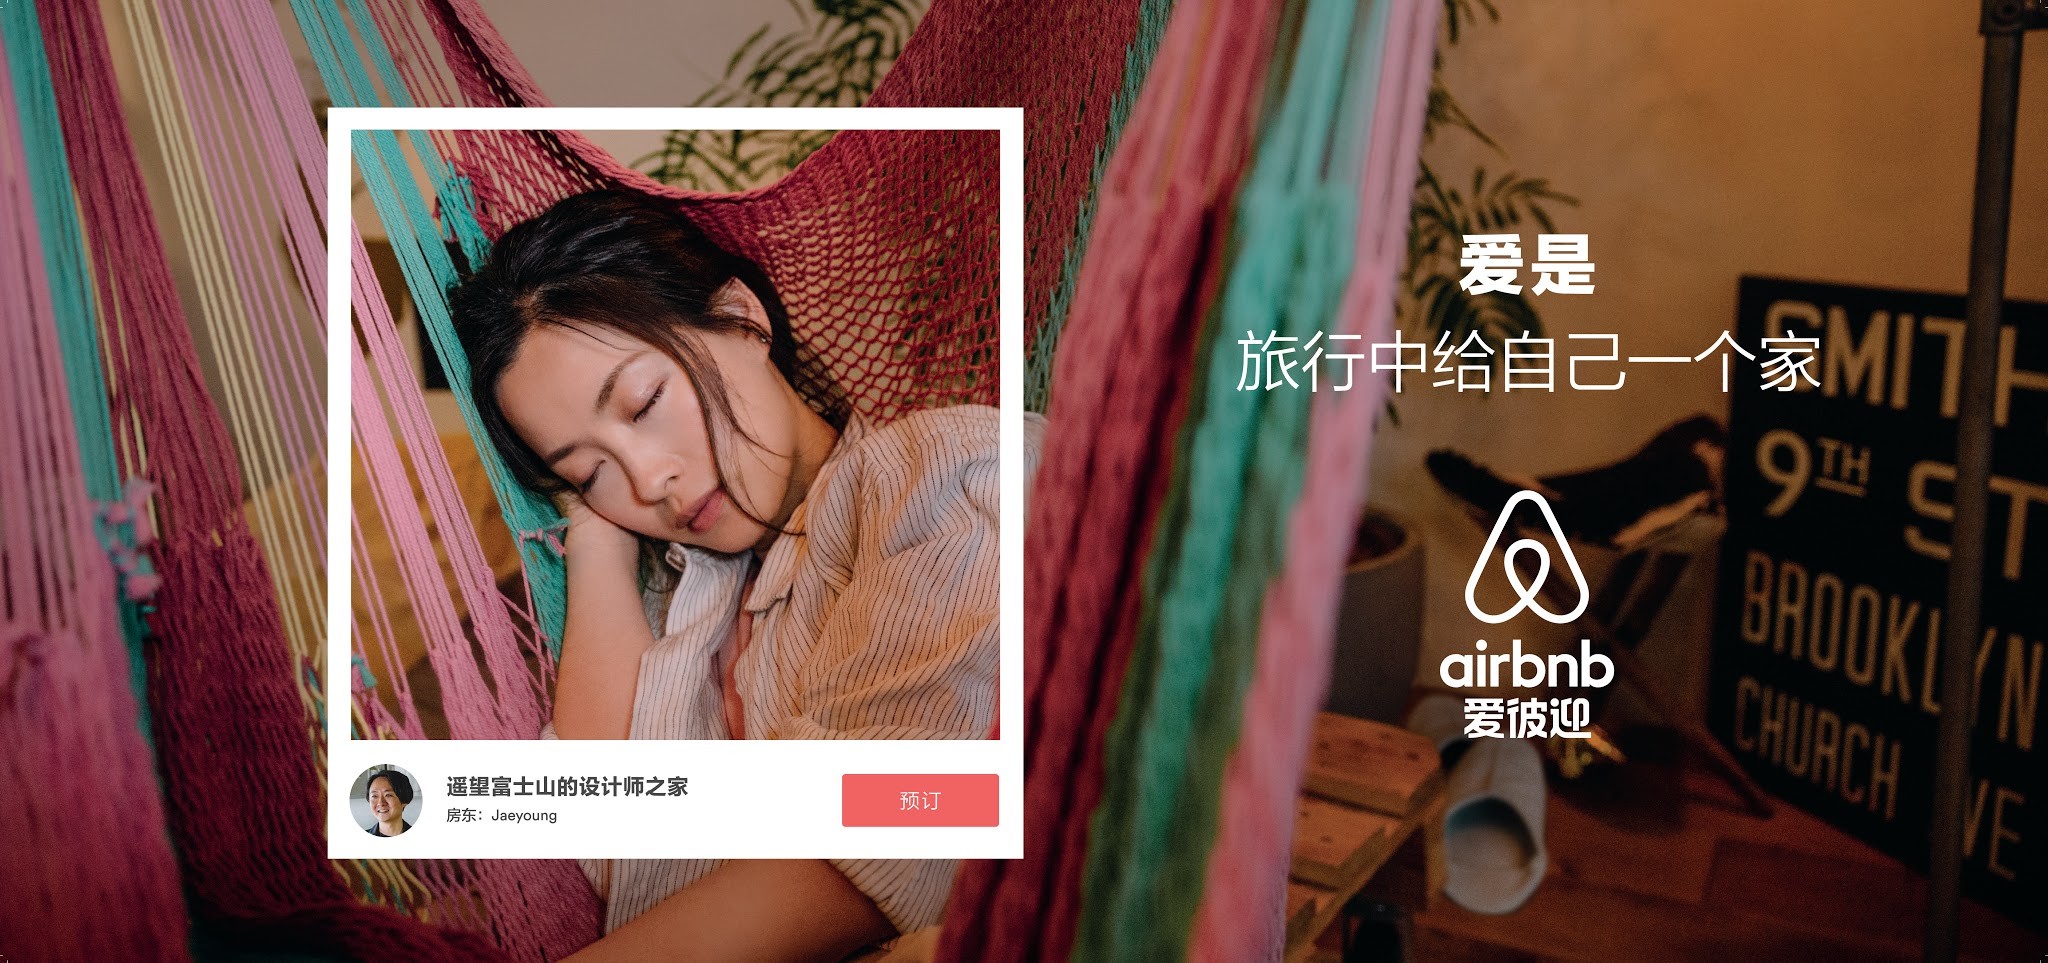 爱是
旅行中给自己一个家
airbnb
爱彼迎
遥望富士山的设计师之家
房东：Jaeyoung
预订
SMITH
9TH ST
BROOKLYN
CHURCH